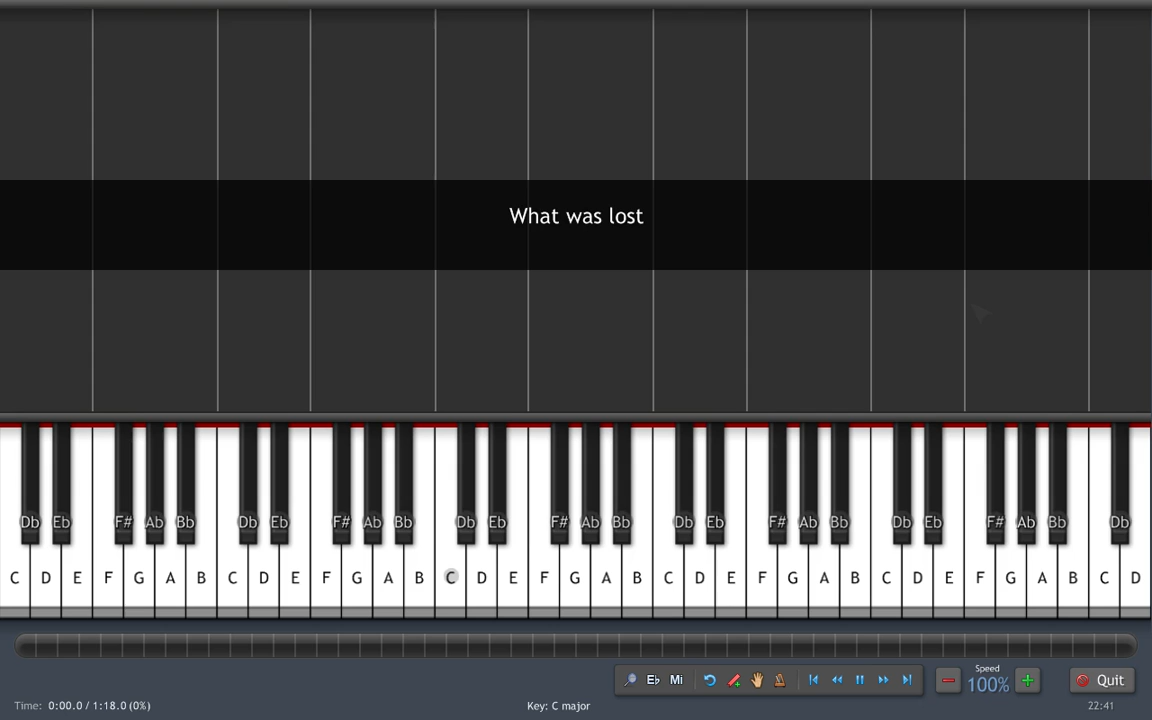 What was lost
Db Eb F# Ab Bb Db Eb F# Ab Bb Db Eb F# Ab Bb Db Eb F# Ab Bb Db Eb F# Ab Bb Db
C D E F G A B C D E F G A B C D E F G A B C D E F G A B C D E F G A B C D
Speed
E♭ Mi 100% Quit
Time: 0:00.0 / 1:18.0 (0%) Key: C major 22:41